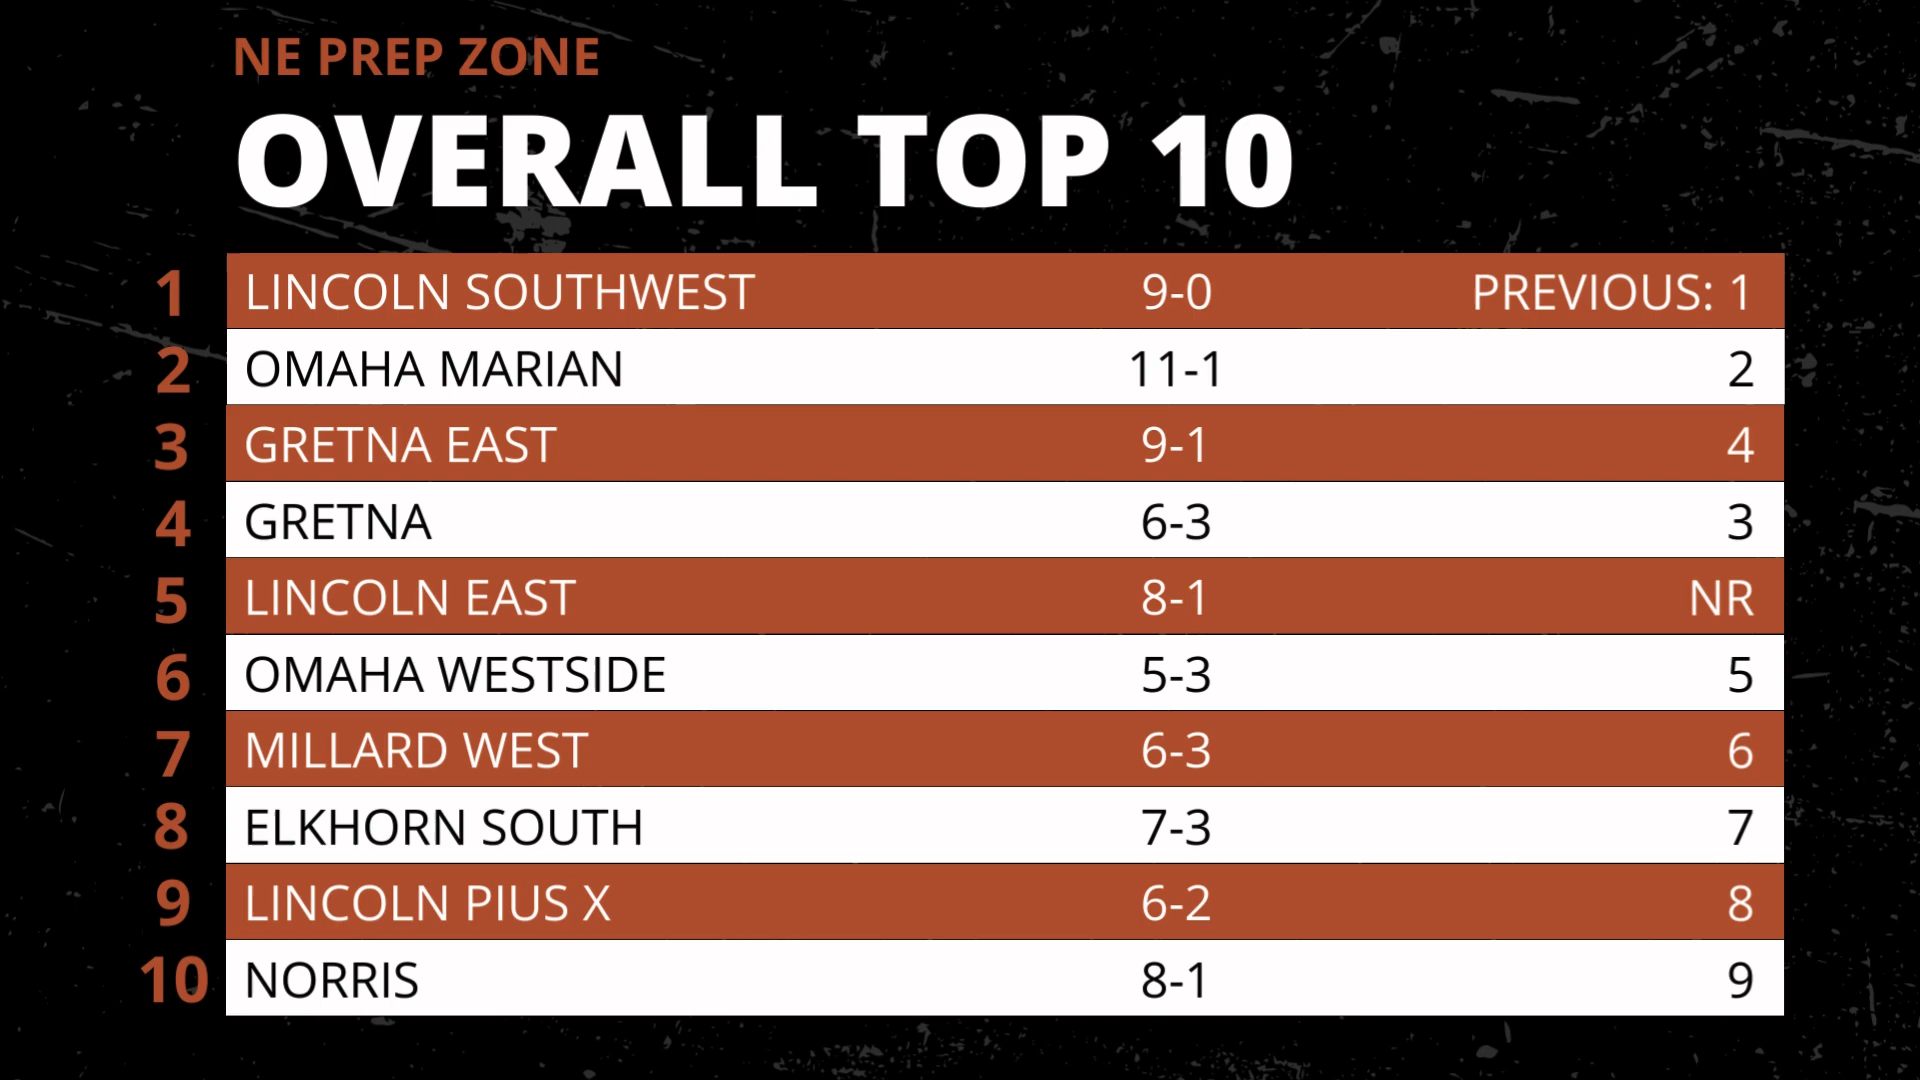 NE PREP ZONE
OVERALL TOP 10
1 LINCOLN SOUTHWEST 9-0 PREVIOUS: 1
2 OMAHA MARIAN 11-1 2
3 GRETNA EAST 9-1 4
4 GRETNA 6-3 3
5 LINCOLN EAST 8-1 NR
6 OMAHA WESTSIDE 5-3 5
7 MILLARD WEST 6-3 6
8 ELKHORN SOUTH 7-3 7
9 LINCOLN PIUS X 6-2 8
10 NORRIS 8-1 9